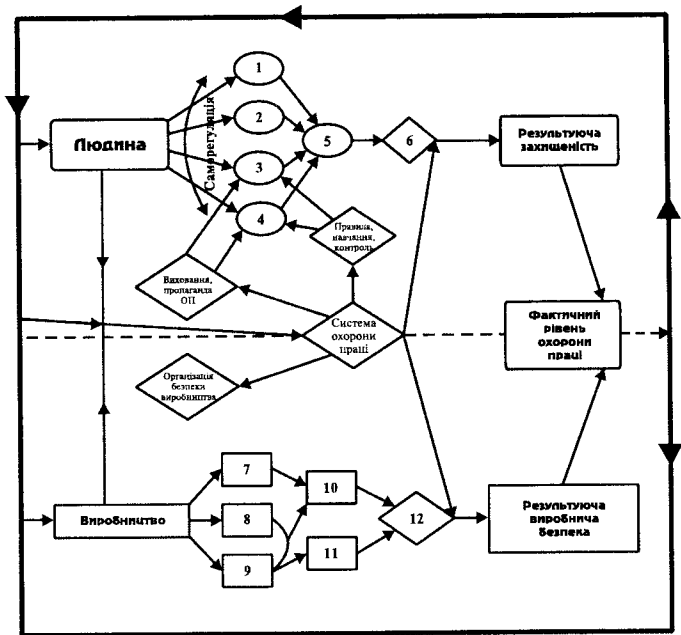 1
Саморегуляція
2
Людина
5
6
Результуюча
захищеність
3
4
Правила,
навчання,
контроль
Виховання,
пропаганда
ОП
Система
охорони
праці
Фактичний
рівень
охорони
праці
Організація
безпеки
виробництва
7
10
8
Виробництво
12
Результуюча
виробнича
безпека
11
9